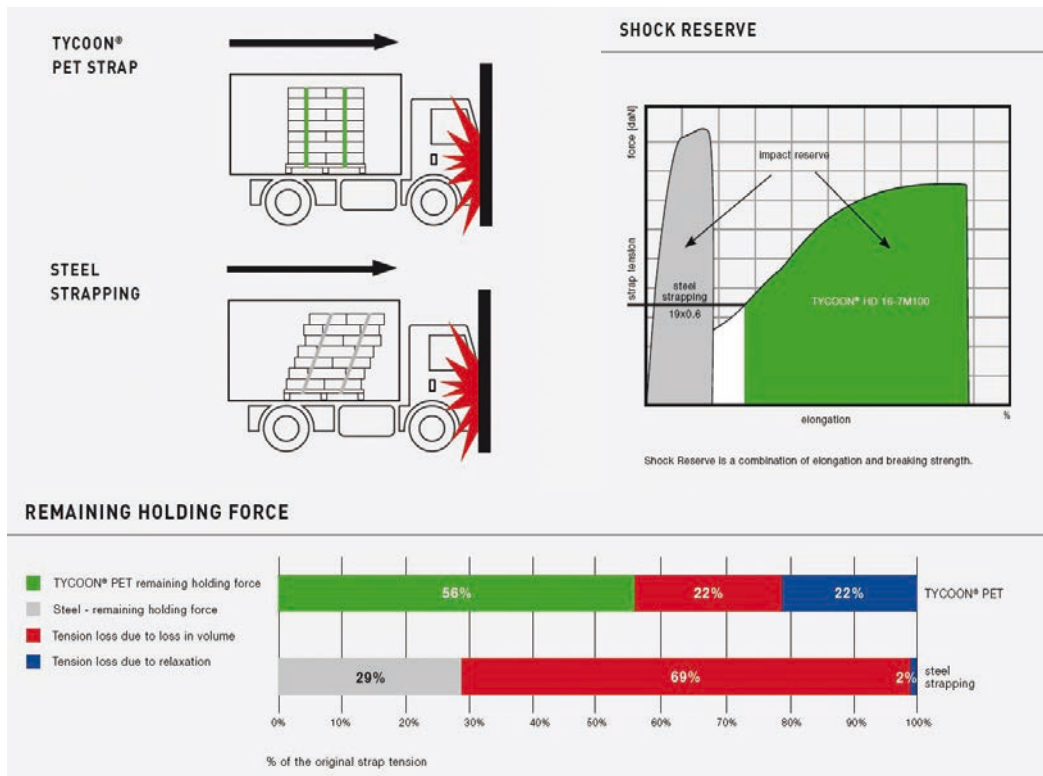 TYCOON®
PET STRAP
STEEL
STRAPPING
SHOCK RESERVE
force [daN]
strap tension
impact reserve
steel
strapping
19x0.6
TYCOON® HD 16-7M100
elongation
%
Shock Reserve is a combination of elongation and breaking strength.
REMAINING HOLDING FORCE
TYCOON® PET remaining holding force
Steel - remaining holding force
Tension loss due to loss in volume
Tension loss due to relaxation
56% 22% 22% TYCOON® PET
29% 69% 2% steel
strapping
0% 10% 20% 30% 40% 50% 60% 70% 80% 90% 100%
% of the original strap tension